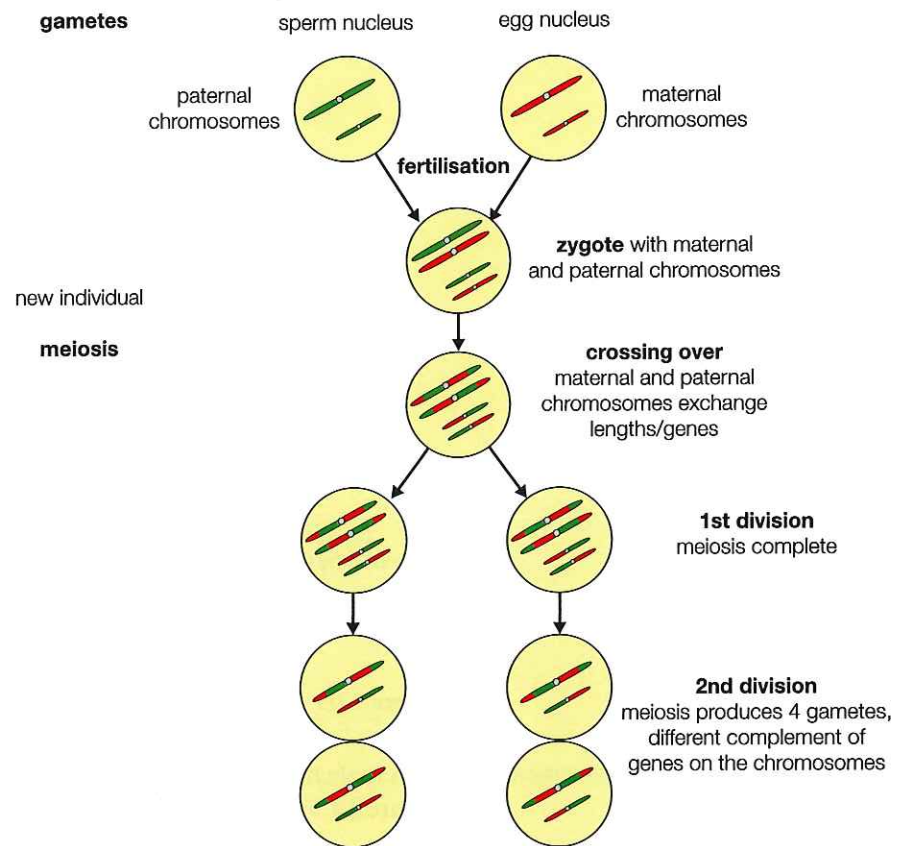 gametes
sperm nucleus
egg nucleus
paternal
chromosomes
maternal
chromosomes
fertilisation
zygote with maternal
and paternal chromosomes
new individual
meiosis
crossing over
maternal and paternal
chromosomes exchange
lengths/genes
1st division
meiosis complete
2nd division
meiosis produces 4 gametes,
different complement of
genes on the chromosomes